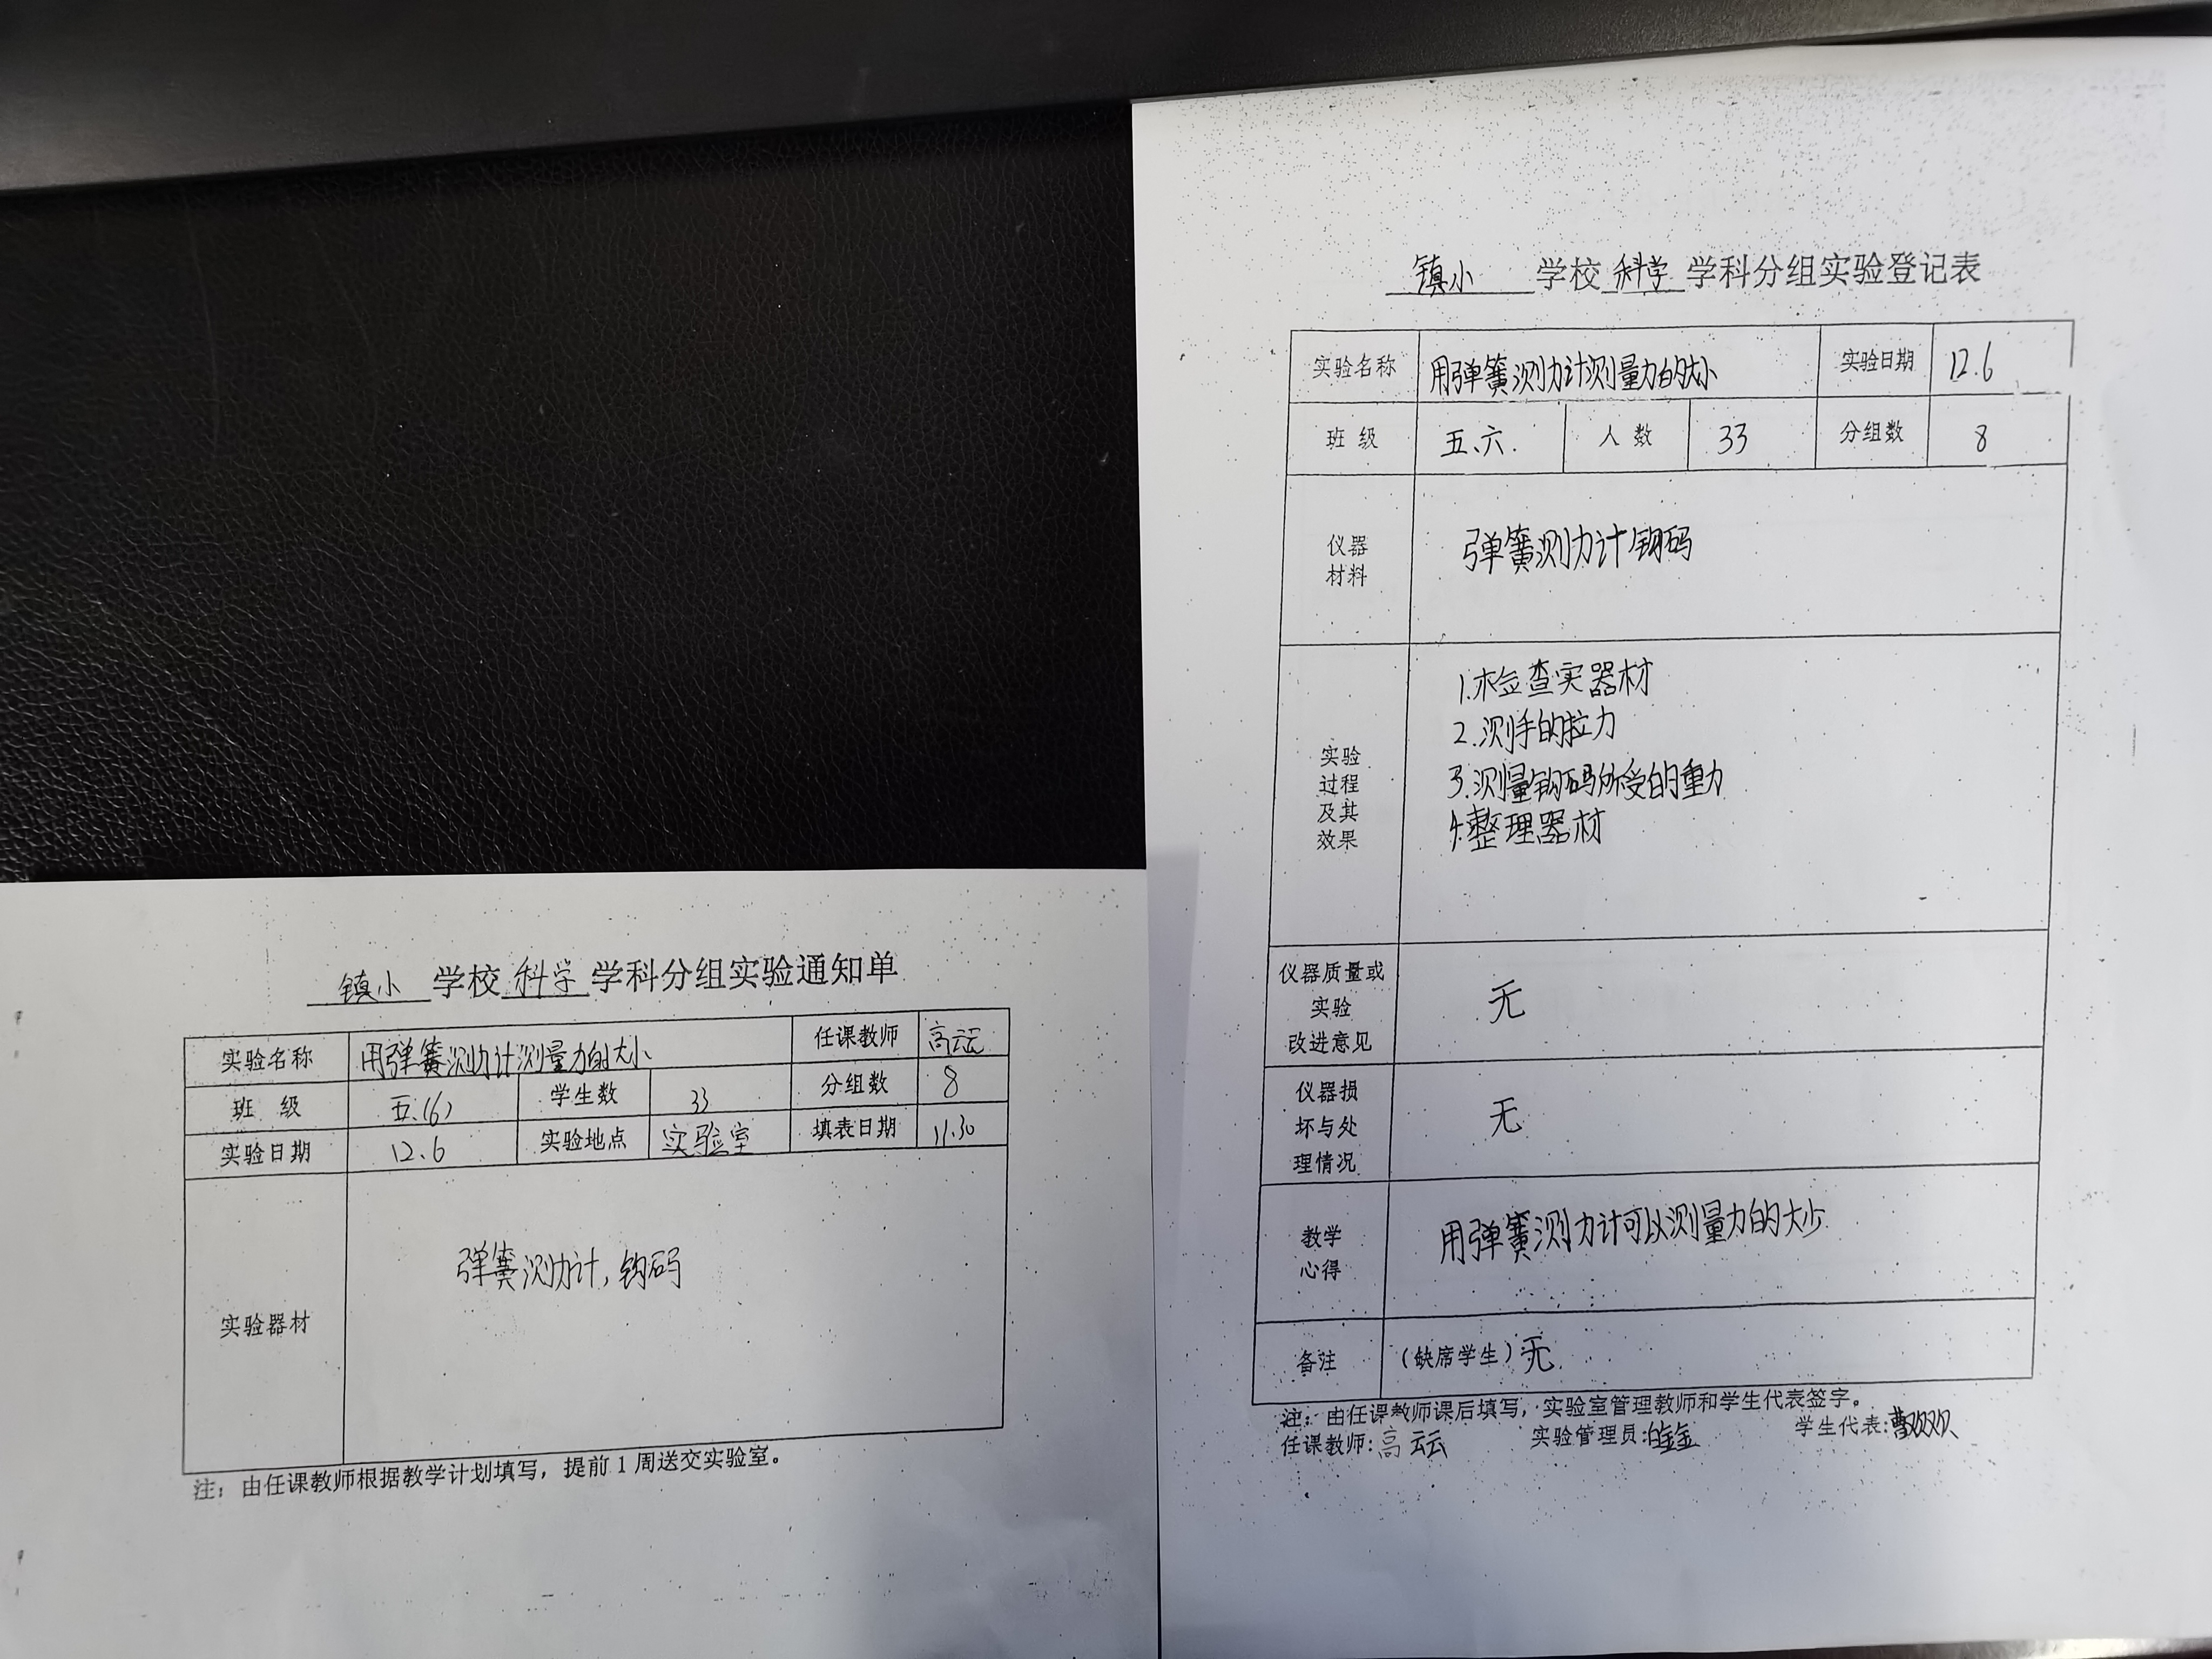 镇小 学校 科学 学科分组实验通知单
实验名称 用弹簧测力计测量力的大小 任课教师 高云
班 级 五.(6) 学生数 33 分组数 8
实验日期 12.6 实验地点 实验室 填表日期 11.30
实验器材 弹簧测力计,钩码
注:由任课教师根据教学计划填写,提前1周送交实验室。
镇小 学校 科学 学科分组实验登记表
实验名称 用弹簧测力计测量力的大小 实验日期 12.6
班 级 五、六. 人 数 33 分组数 8
仪器
材料
弹簧测力计 钩码
实验
过程
及其
效果
1.检查实器材
2.测手的拉力
3.测量钩码所受的重力
4.整理器材
仪器质量或
实验
改进意见
无
仪器损
坏与处
理情况
无
教学
心得
用弹簧测力计可以测量力的大小
备注 (缺席学生)无
注:由任课教师课后填写,实验室管理教师和学生代表签字。
任课教师:高云 实验管理员: 学生代表: